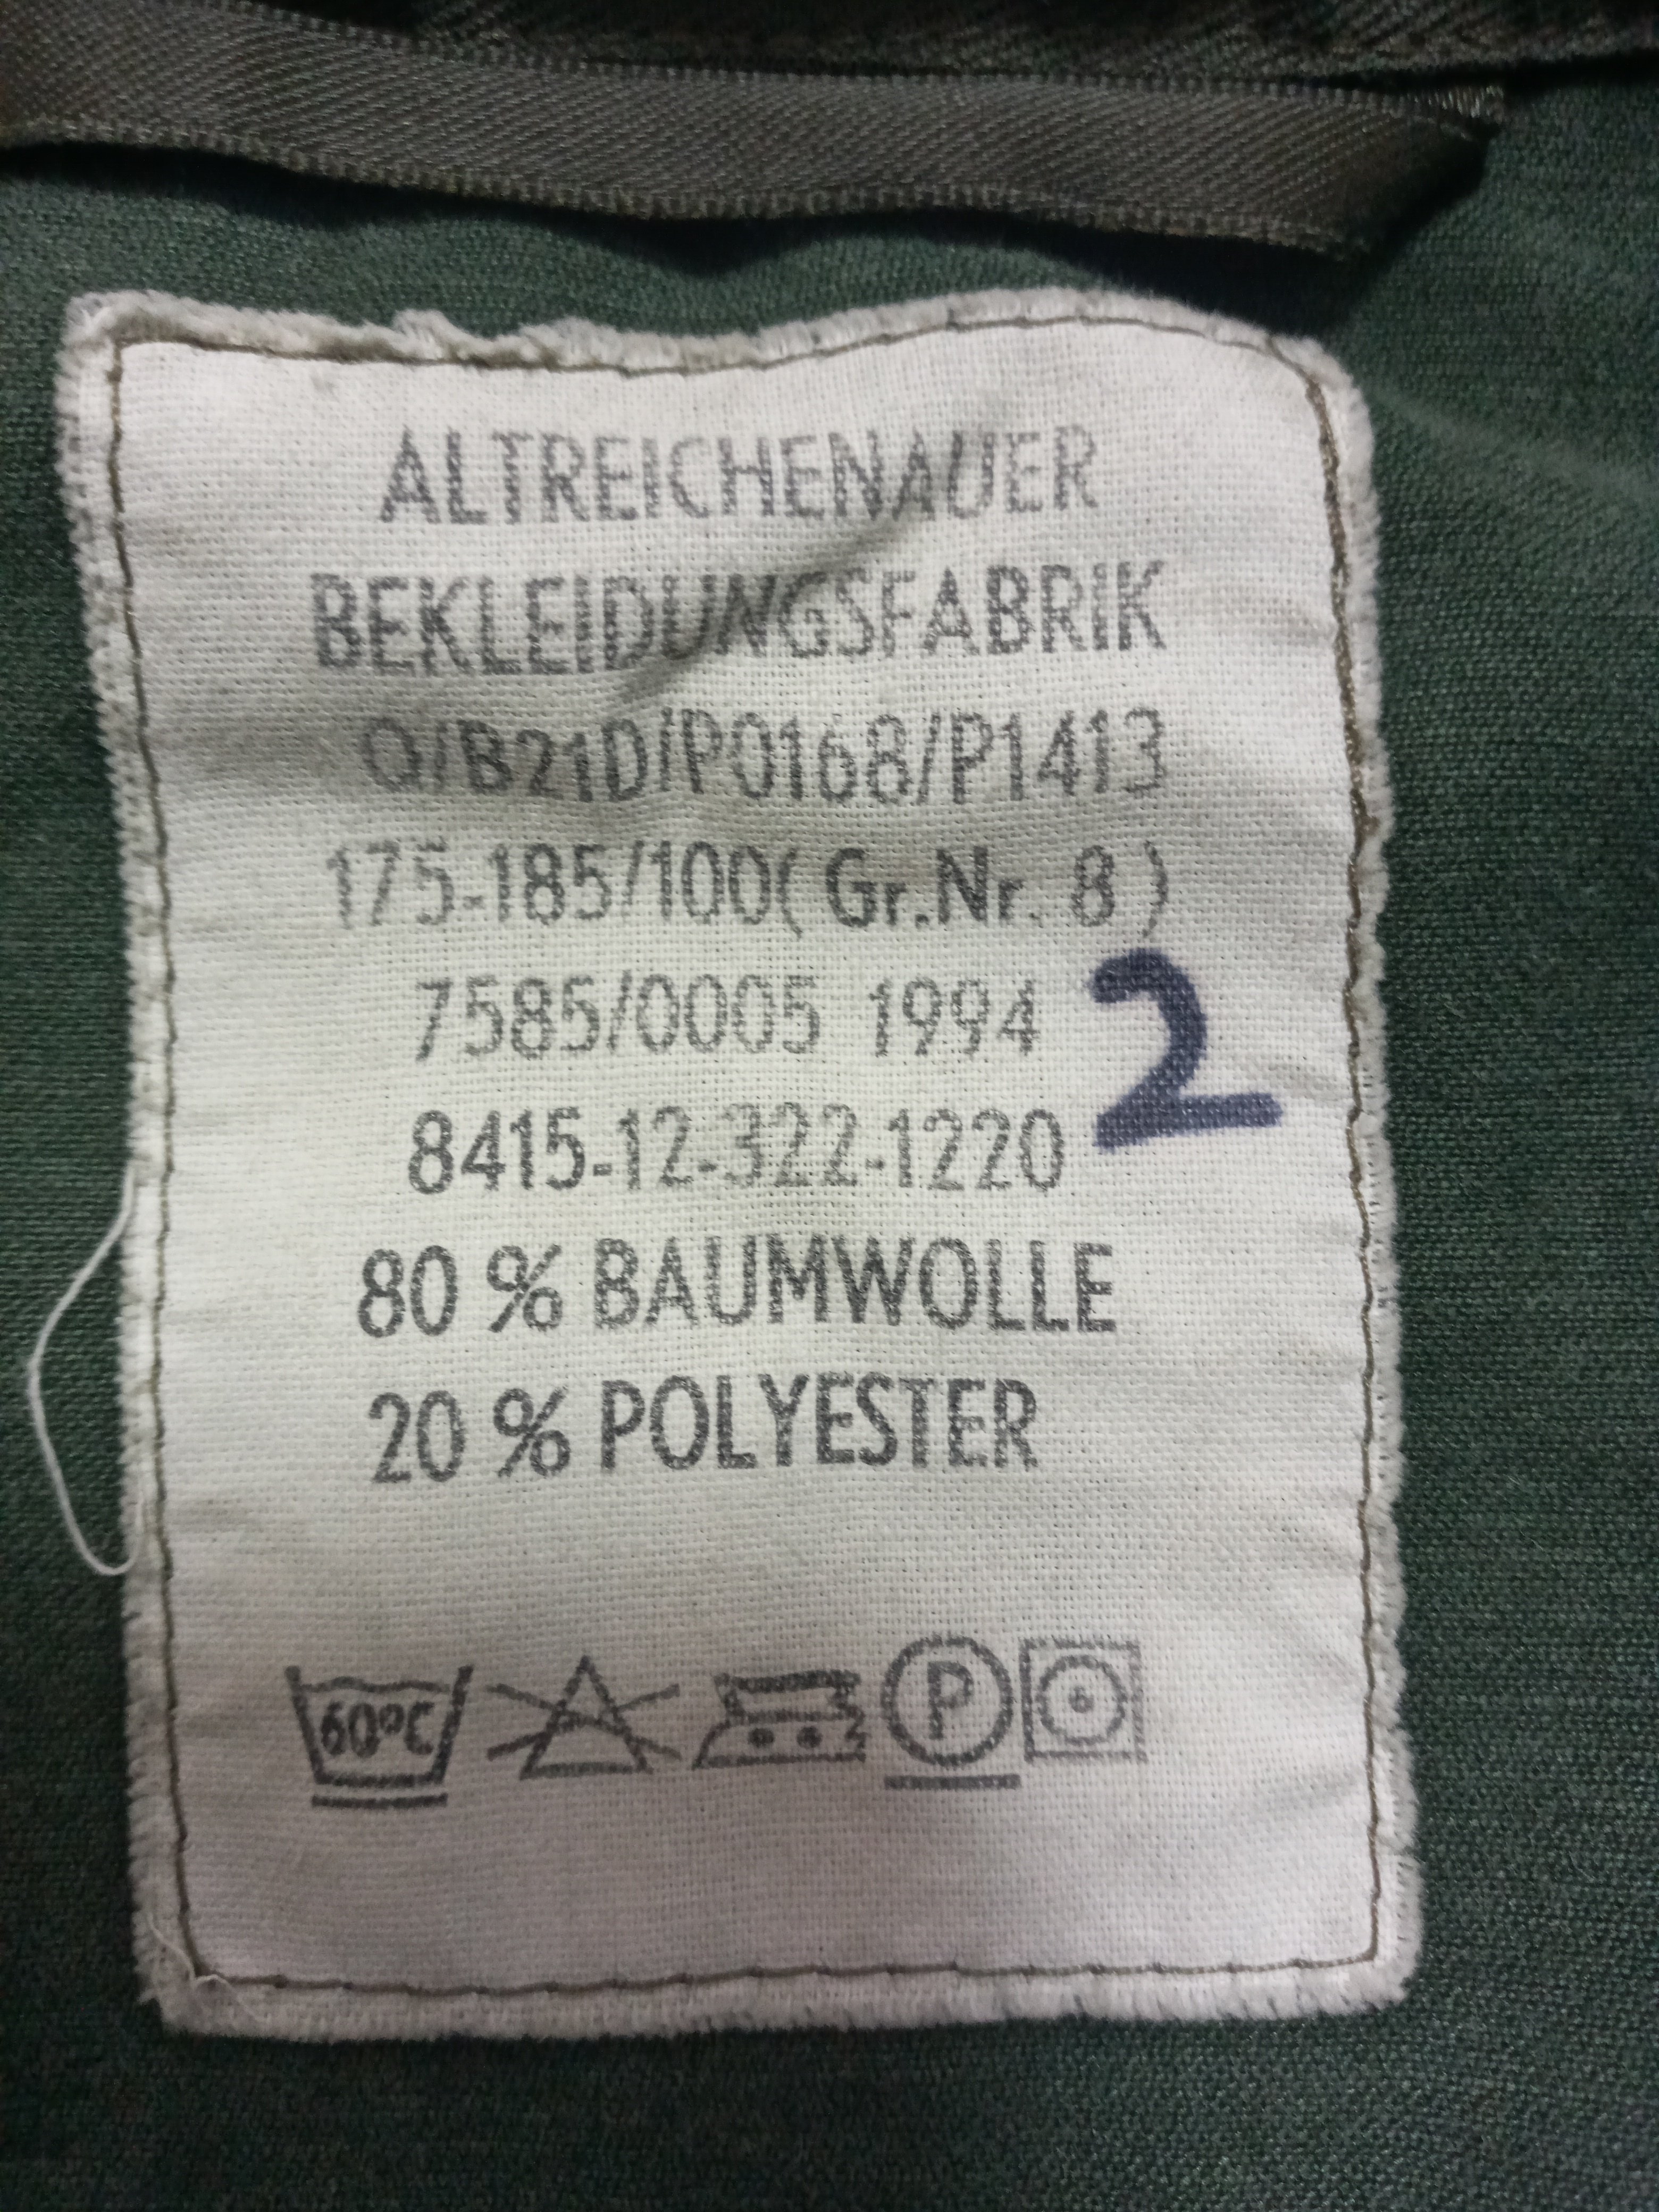 ALTREICHENAUER
BEKLEIDUNGSFABRIK
O/B21D/P0168/P1413
175-185/100( Gr.Nr. 8 )
7585/0005 1994
2
8415-12-322-1220
80 % BAUMWOLLE
20 % POLYESTER
60°C P